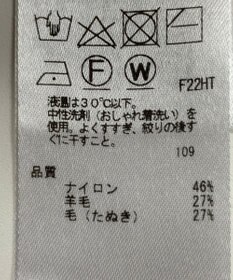 F W
F22HT
液温は30℃以下。
中性洗剤(おしゃれ着洗い)を
使用。よくすすぎ、絞りの後す
ぐに干すこと。
109
品質
ナイロン 46%
羊毛 27%
毛(たぬき) 27%